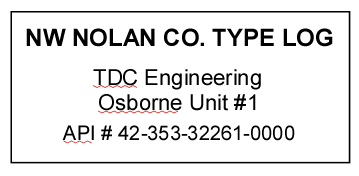 NW NOLAN CO. TYPE LOG
TDC Engineering
Osborne Unit #1
API # 42-353-32261-0000